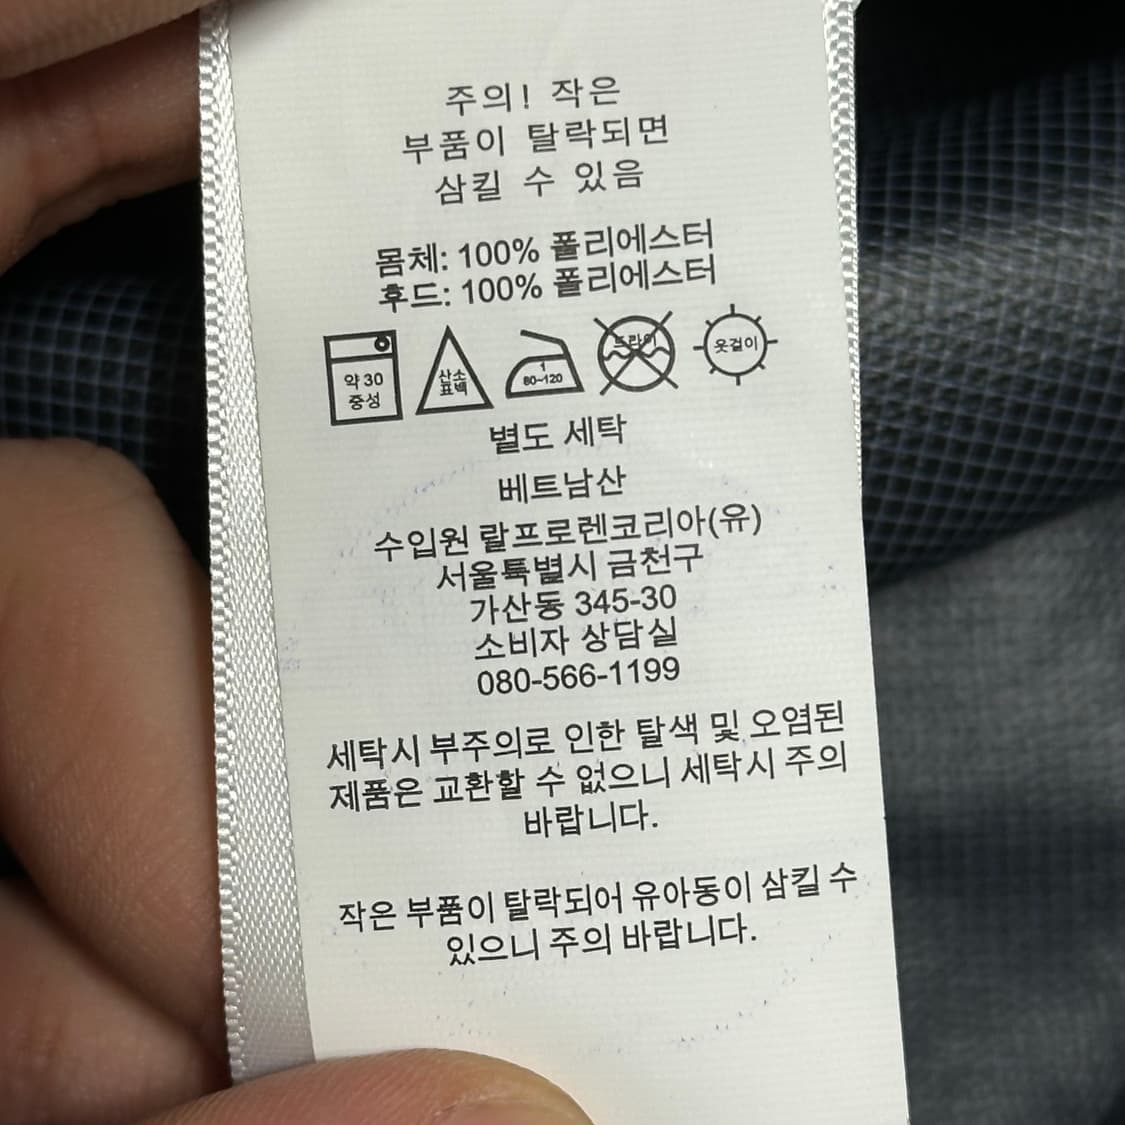 주의! 작은
부품이 탈락되면
삼킬 수 있음
몸체: 100% 폴리에스터
후드: 100% 폴리에스터
약 30
중성
산소
표백
1
80~120
드라이
옷걸이
별도 세탁
베트남산
수입원 랄프로렌코리아(유)
서울특별시 금천구
가산동 345-30
소비자 상담실
080-566-1199
세탁시 부주의로 인한 탈색 및 오염된
제품은 교환할 수 없으니 세탁시 주의
바랍니다.
작은 부품이 탈락되어 유아동이 삼킬 수
있으니 주의 바랍니다.